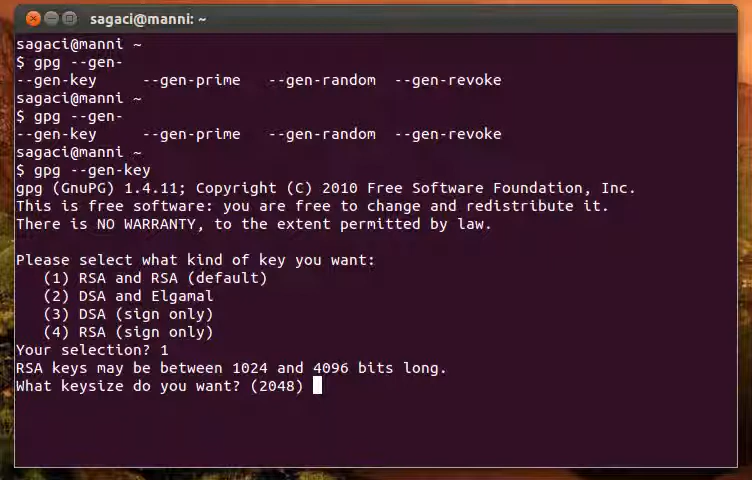 sagaci@manni: ~
sagaci@manni ~
$ gpg --gen-
--gen-key --gen-prime --gen-random --gen-revoke
sagaci@manni ~
$ gpg --gen-
--gen-key --gen-prime --gen-random --gen-revoke
sagaci@manni ~
$ gpg --gen-key
gpg (GnuPG) 1.4.11; Copyright (C) 2010 Free Software Foundation, Inc.
This is free software: you are free to change and redistribute it.
There is NO WARRANTY, to the extent permitted by law.
Please select what kind of key you want:
(1) RSA and RSA (default)
(2) DSA and Elgamal
(3) DSA (sign only)
(4) RSA (sign only)
Your selection? 1
RSA keys may be between 1024 and 4096 bits long.
What keysize do you want? (2048)